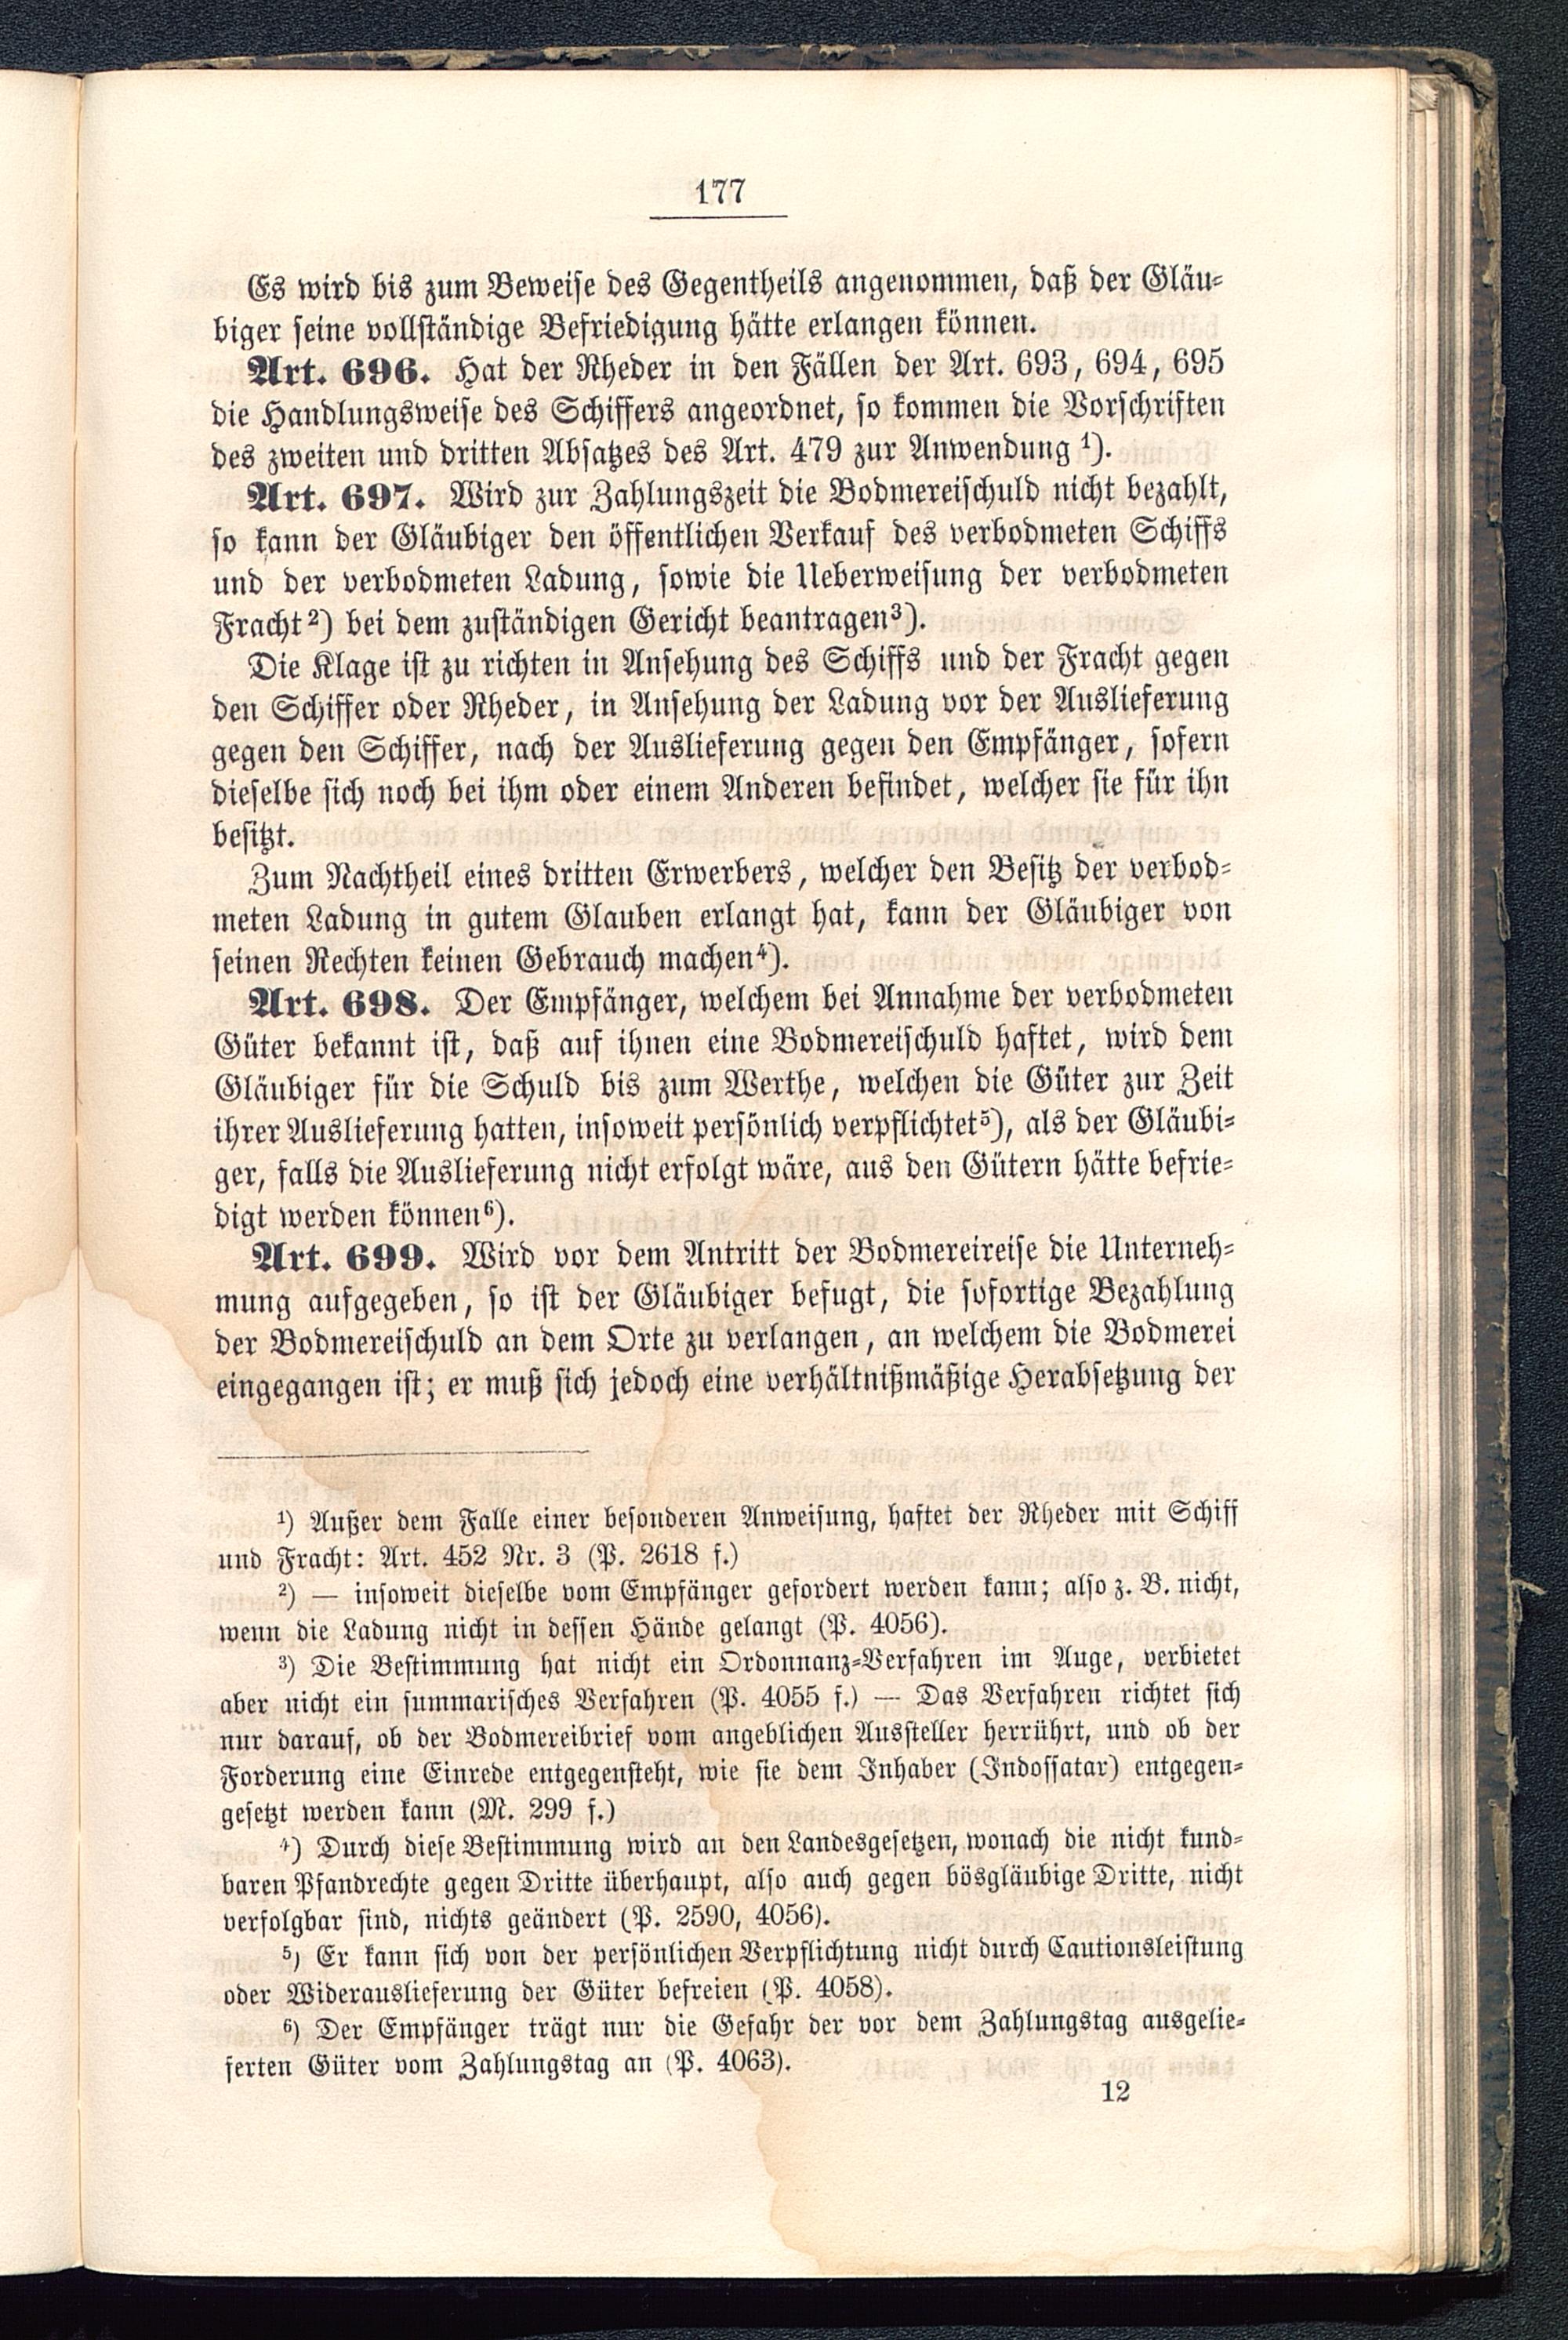 177
Es wird bis zum Beweise des Gegentheils angenommen, daß der Gläu-
biger seine vollständige Befriedigung hätte erlangen können.
Art. 696. Hat der Rheder in den Fällen der Art. 693, 694, 695
die Handlungsweise des Schiffers angeordnet, so kommen die Vorschriften
des zweiten und dritten Absatzes des Art. 479 zur Anwendung ¹).
Art. 697. Wird zur Zahlungszeit die Bodmereischuld nicht bezahlt,
so kann der Gläubiger den öffentlichen Verkauf des verbodmeten Schiffs
und der verbodmeten Ladung, sowie die Ueberweisung der verbodmeten
Fracht²) bei dem zuständigen Gericht beantragen³).
Die Klage ist zu richten in Ansehung des Schiffs und der Fracht gegen
den Schiffer oder Rheder, in Ansehung der Ladung vor der Auslieferung
gegen den Schiffer, nach der Auslieferung gegen den Empfänger, sofern
dieselbe sich noch bei ihm oder einem Anderen befindet, welcher sie für ihn
besitzt.
Zum Nachtheil eines dritten Erwerbers, welcher den Besitz der verbod-
meten Ladung in gutem Glauben erlangt hat, kann der Gläubiger von
seinen Rechten keinen Gebrauch machen⁴).
Art. 698. Der Empfänger, welchem bei Annahme der verbodmeten
Güter bekannt ist, daß auf ihnen eine Bodmereischuld haftet, wird dem
Gläubiger für die Schuld bis zum Werthe, welchen die Güter zur Zeit
ihrer Auslieferung hatten, insoweit persönlich verpflichtet⁵), als der Gläubi-
ger, falls die Auslieferung nicht erfolgt wäre, aus den Gütern hätte befrie-
digt werden können⁶).
Art. 699. Wird vor dem Antritt der Bodmereireise die Unterneh-
mung aufgegeben, so ist der Gläubiger befugt, die sofortige Bezahlung
der Bodmereischuld an dem Orte zu verlangen, an welchem die Bodmerei
eingegangen ist; er muß sich jedoch eine verhältnißmäßige Herabsetzung der
¹) Außer dem Falle einer besonderen Anweisung, haftet der Rheder mit Schiff
und Fracht: Art. 452 Nr. 3 (P. 2618 f.)
²) — insoweit dieselbe vom Empfänger gefordert werden kann; also z. B. nicht,
wenn die Ladung nicht in dessen Hände gelangt (P. 4056).
³) Die Bestimmung hat nicht ein Ordonnanz-Verfahren im Auge, verbietet
aber nicht ein summarisches Verfahren (P. 4055 f.) — Das Verfahren richtet sich
nur darauf, ob der Bodmereibrief vom angeblichen Aussteller herrührt, und ob der
Forderung eine Einrede entgegensteht, wie sie dem Inhaber (Indossatar) entgegen-
gesetzt werden kann (M. 299 f.)
⁴) Durch diese Bestimmung wird an den Landesgesetzen, wonach die nicht kund-
baren Pfandrechte gegen Dritte überhaupt, also auch gegen bösgläubige Dritte, nicht
verfolgbar sind, nichts geändert (P. 2590, 4056).
⁵) Er kann sich von der persönlichen Verpflichtung nicht durch Cautionsleistung
oder Widerauslieferung der Güter befreien (P. 4058).
⁶) Der Empfänger trägt nur die Gefahr der vor dem Zahlungstag ausgelie-
ferten Güter vom Zahlungstag an (P. 4063).
12